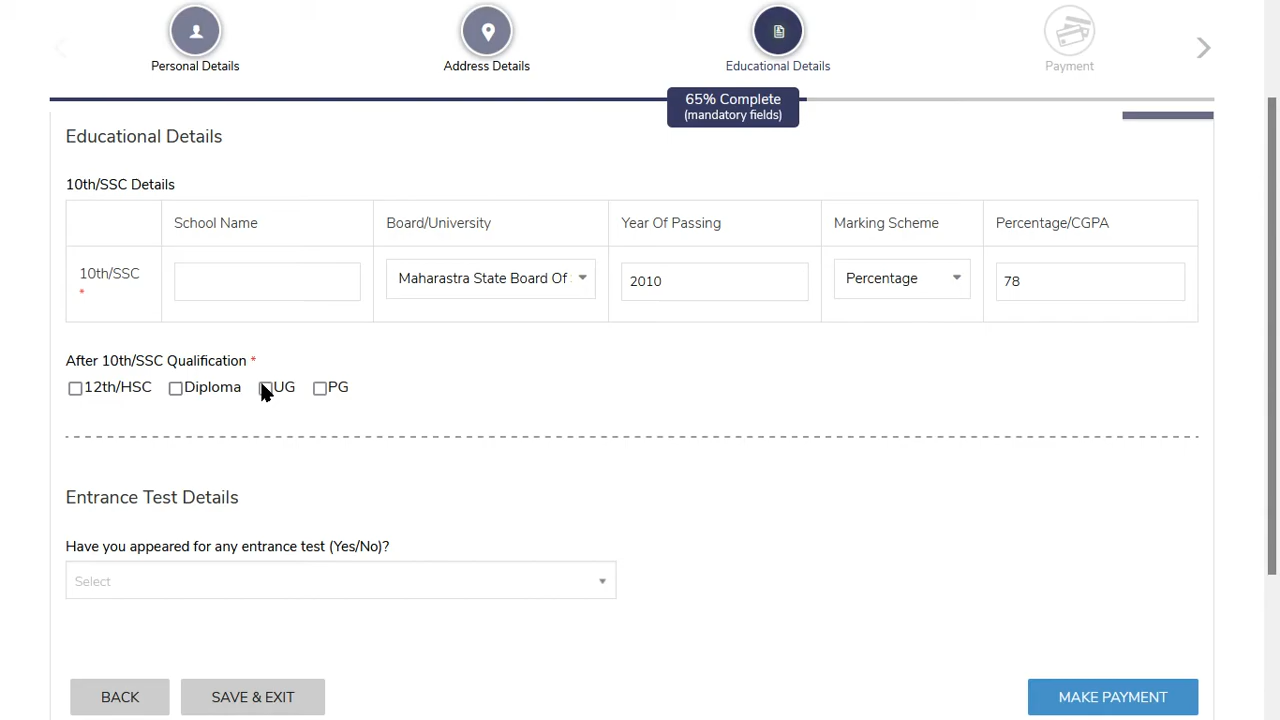 Personal Details
Address Details
Educational Details
Payment
65% Complete
(mandatory fields)
Educational Details
10th/SSC Details
School Name
Board/University
Year Of Passing
Marking Scheme
Percentage/CGPA
10th/SSC
*
Maharastra State Board Of
2010
Percentage
78
After 10th/SSC Qualification *
12th/HSC Diploma UG PG
Entrance Test Details
Have you appeared for any entrance test (Yes/No)?
Select
BACK
SAVE & EXIT
MAKE PAYMENT